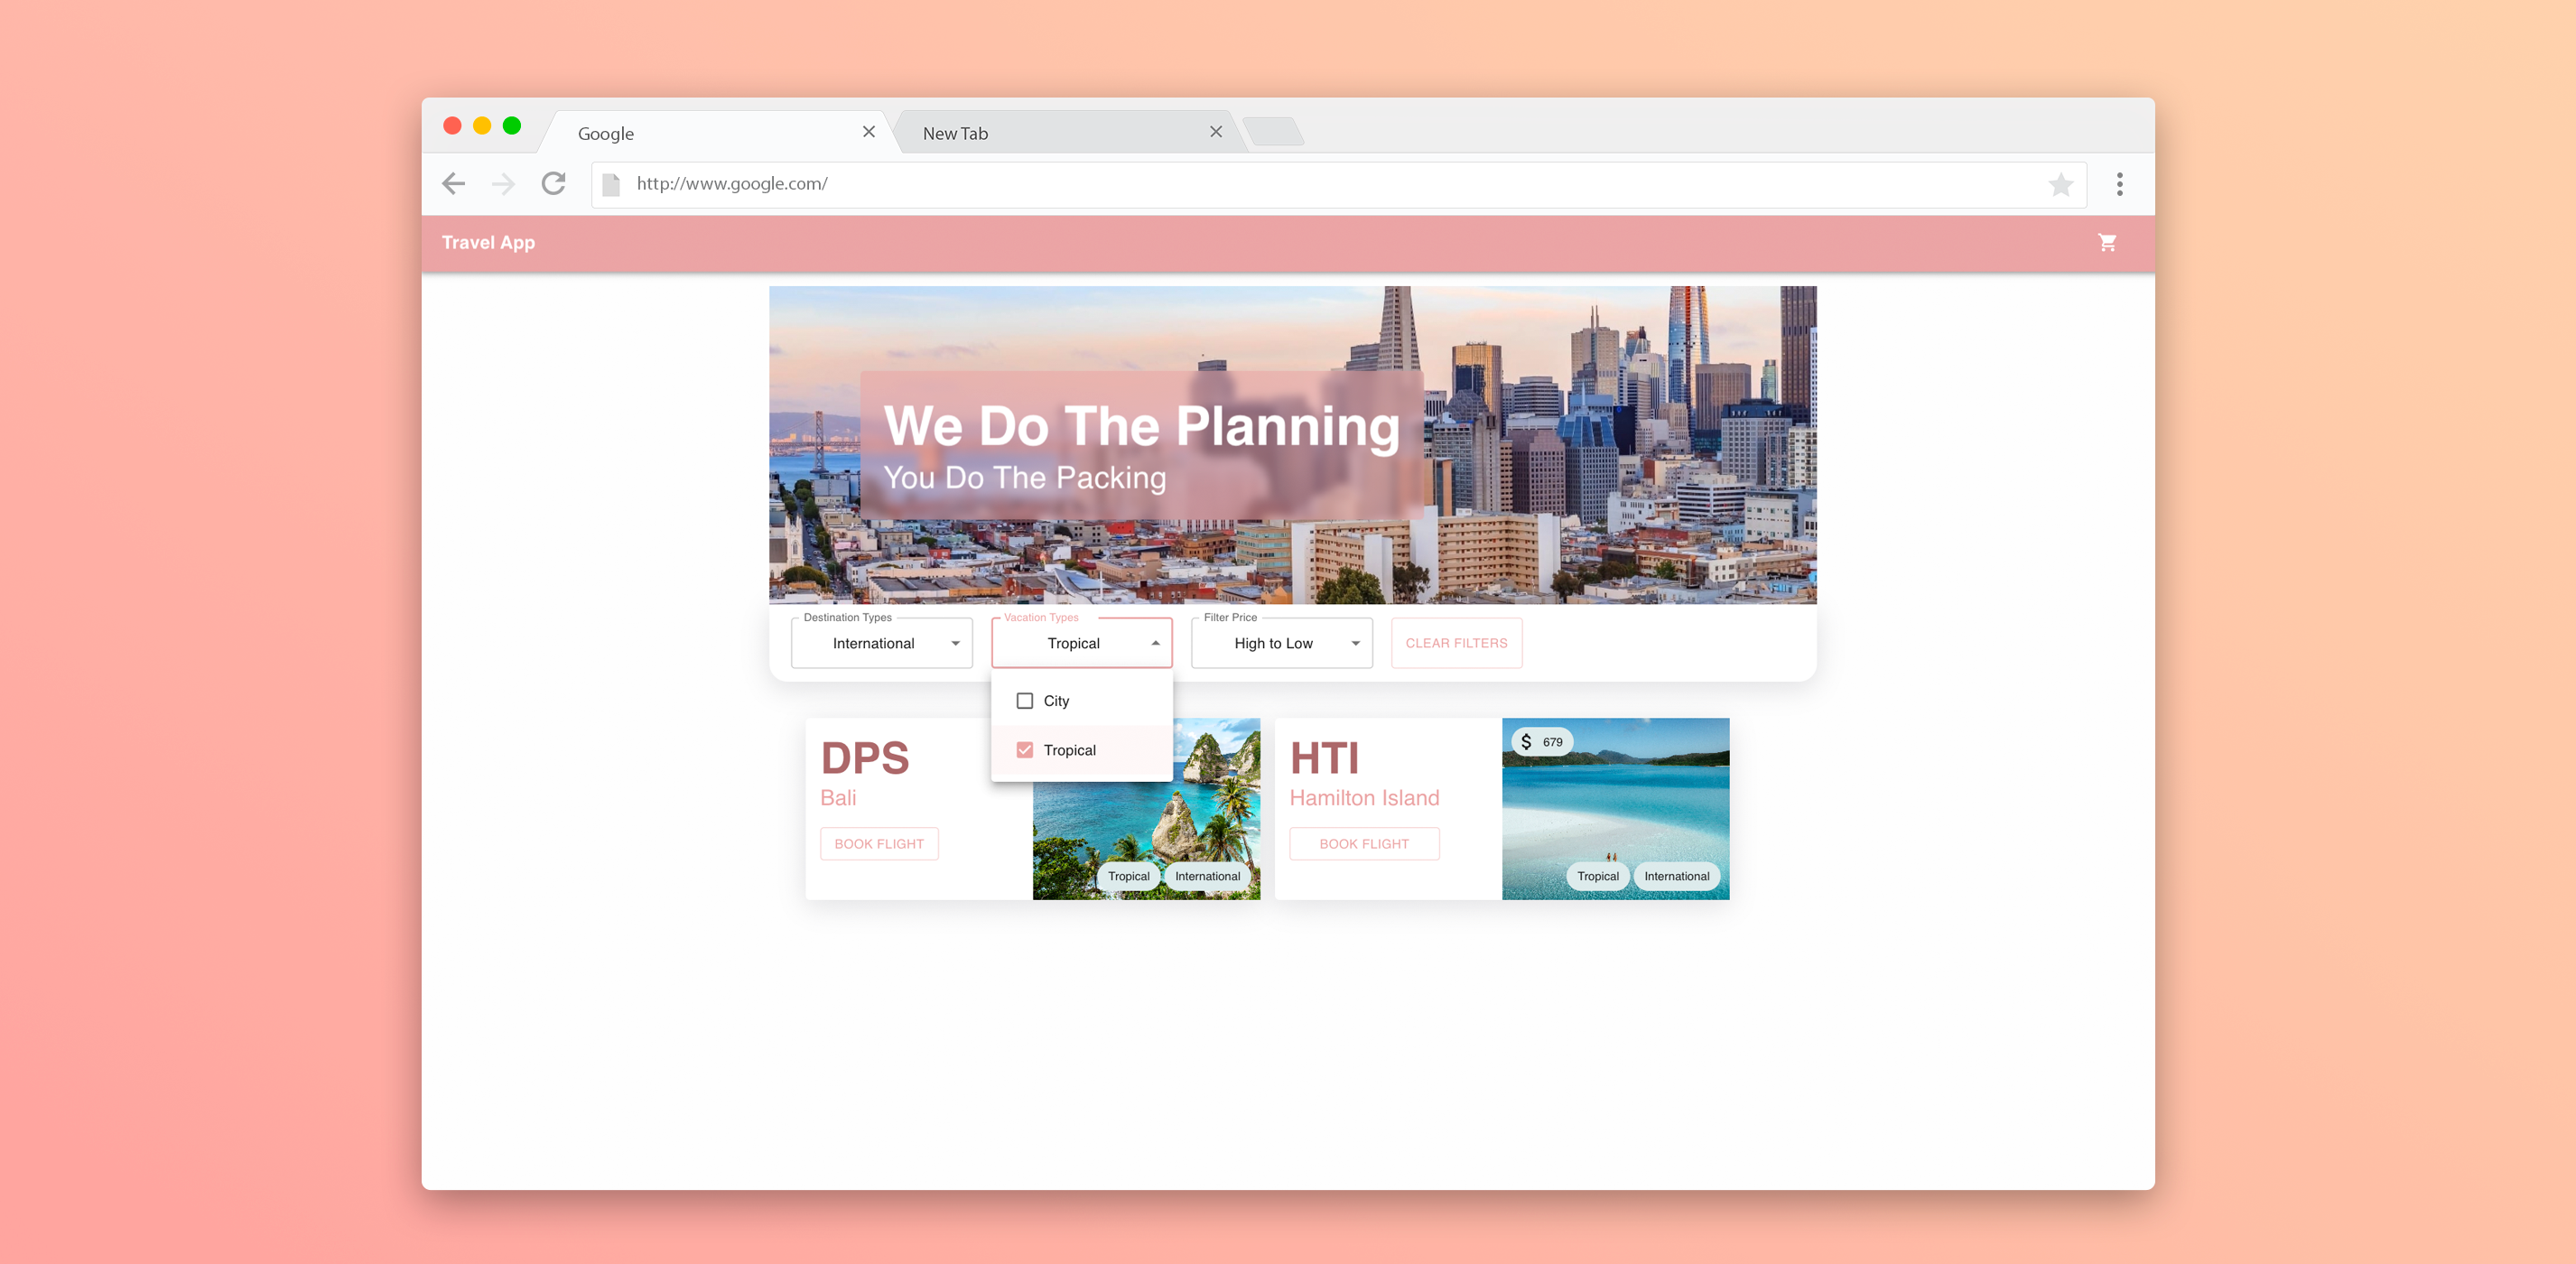 Google
New Tab
http://www.google.com/
Travel App
We Do The Planning
You Do The Packing
Destination Types
International
Vacation Types
Tropical
Filter Price
High to Low
CLEAR FILTERS
City
Tropical
DPS
Bali
BOOK FLIGHT
Tropical
International
HTI
Hamilton Island
BOOK FLIGHT
$ 679
Tropical
International